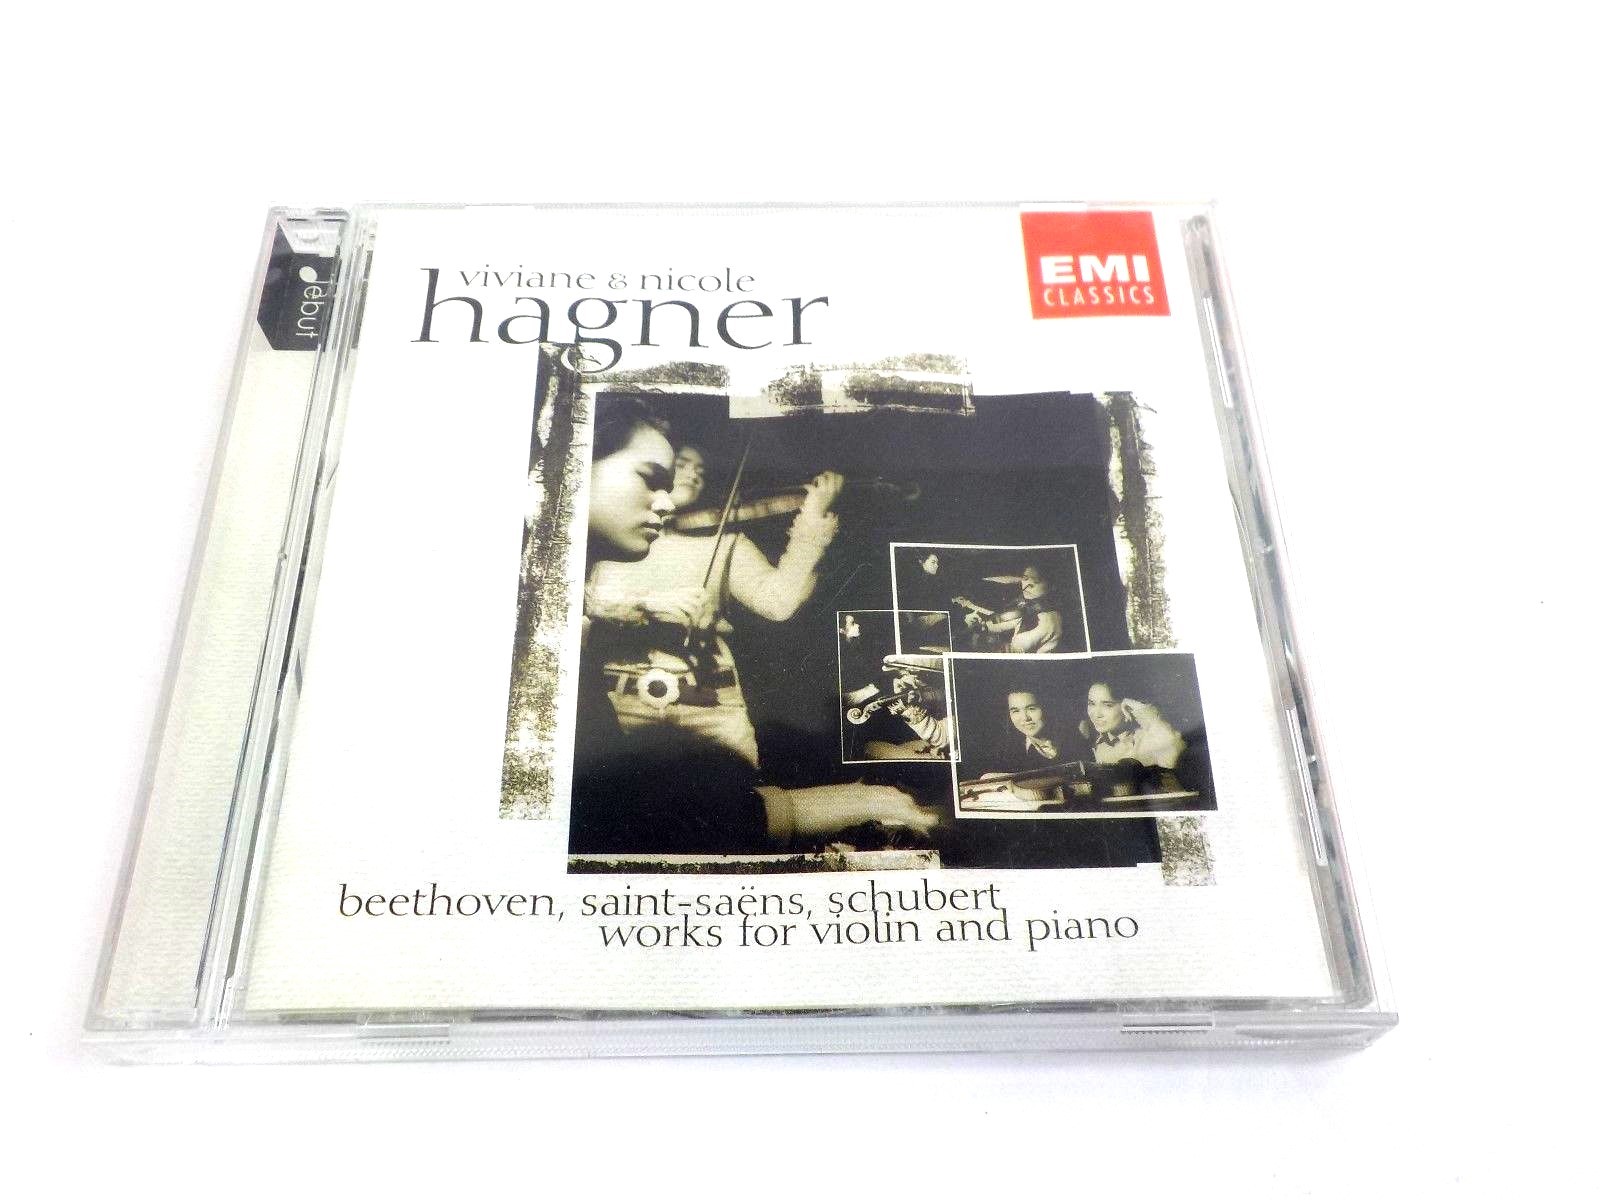 début
viviane & nicole
hagner
EMI
CLASSICS
beethoven, saint-saëns, schubert
works for violin and piano